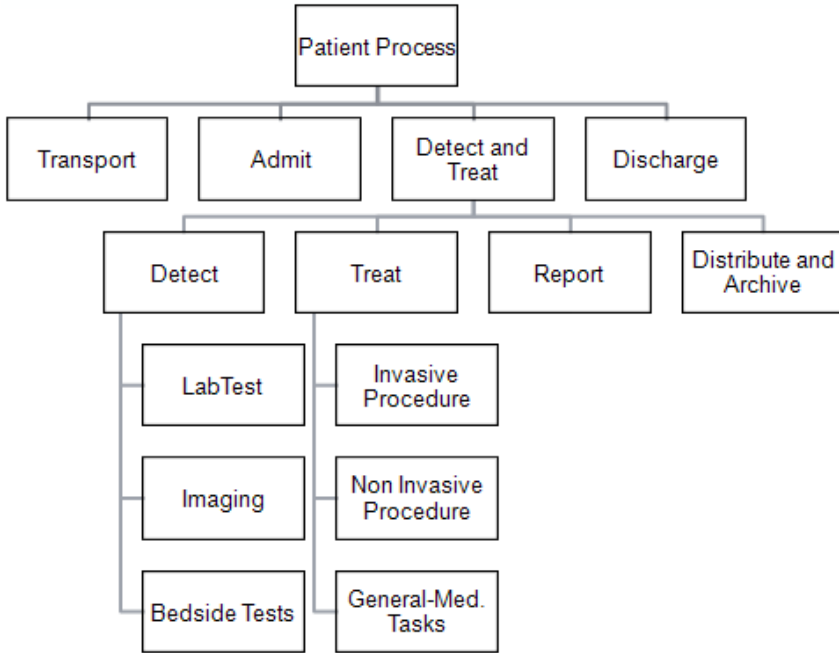 Patient Process
Transport
Admit
Detect and
Treat
Discharge
Detect
Treat
Report
Distribute and
Archive
LabTest
Invasive
Procedure
Imaging
Non Invasive
Procedure
Bedside Tests
General-Med.
Tasks